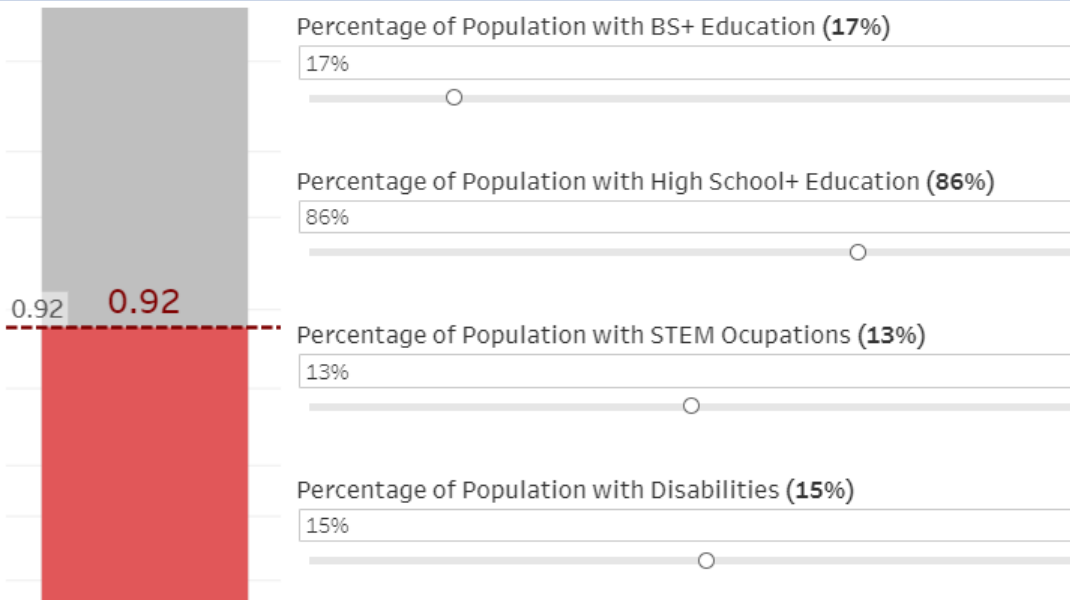 Percentage of Population with BS+ Education (17%)
17%
Percentage of Population with High School+ Education (86%)
86%
0.92 0.92
Percentage of Population with STEM Ocupations (13%)
13%
Percentage of Population with Disabilities (15%)
15%